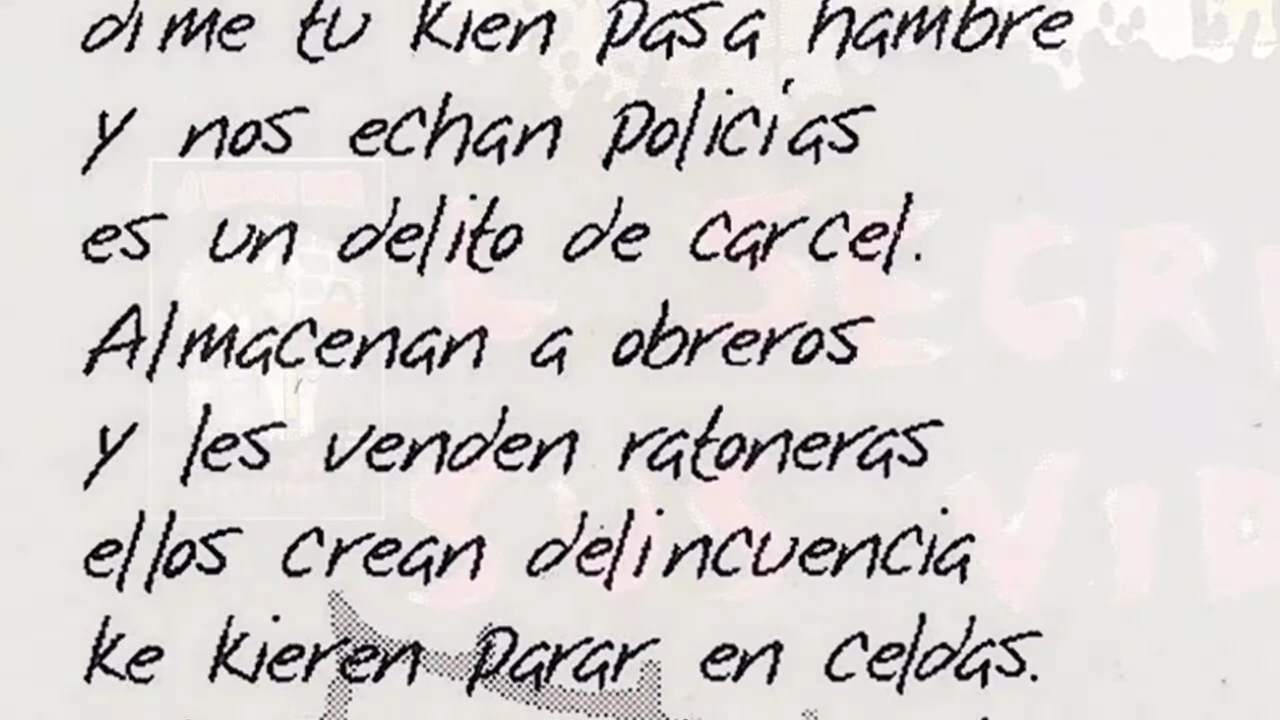 dime tu kien pasa hambre
y nos echan policías
es un delito de carcel.
Almacenan a obreros
y les venden ratoneras
ellos crean delincuencia
ke kieren parar en celdas.